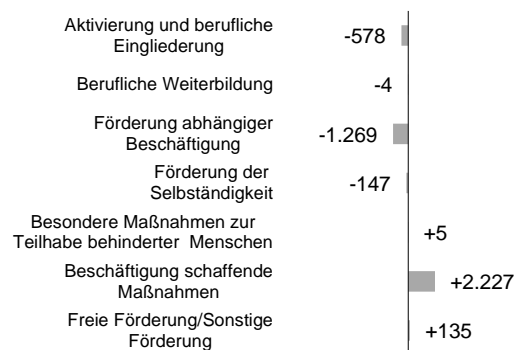 Aktivierung und berufliche
Eingliederung
-578
Berufliche Weiterbildung
-4
Förderung abhängiger
Beschäftigung
-1.269
Förderung der
Selbständigkeit
-147
Besondere Maßnahmen zur
Teilhabe behinderter Menschen
+5
Beschäftigung schaffende
Maßnahmen
+2.227
Freie Förderung/Sonstige
Förderung
+135